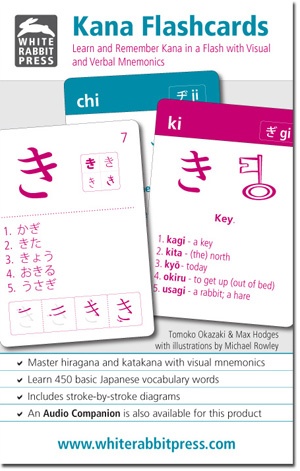 WHITE
RABBIT
PRESS
Kana Flashcards
Learn and Remember Kana in a Flash with Visual
and Verbal Mnemonics
chi
ぢ ji
ki
ぎ gi
7
き
き き
き き
き
Key.
1. かぎ
2. きた
3. きょう
4. おきる
5. うさぎ
1. kagi - a key
2. kita - (the) north
3. kyō - today
4. okiru - to get up (out of bed)
5. usagi - a rabbit; a hare
き
Tomoko Okazaki & Max Hodges
with illustrations by Michael Rowley
✓ Master hiragana and katakana with visual mnemonics
✓ Learn 450 basic Japanese vocabulary words
✓ Includes stroke-by-stroke diagrams
✓ An Audio Companion is also available for this product
www.whiterabbitpress.com